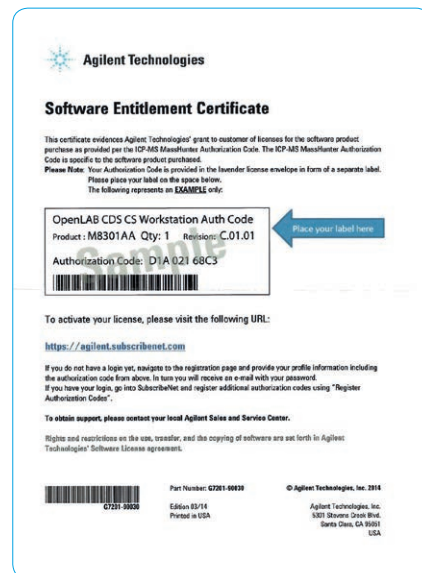 Agilent Technologies
Software Entitlement Certificate
This certificate evidences Agilent Technologies' grant to customer of licenses for the software product
purchase as provided per the ICP-MS MassHunter Authorization Code. The ICP-MS MassHunter Authorization
Code is specific to the software product purchased.
Please Note: Your Authorization Code is provided in the lavender license envelope in form of a separate label.
Please place your label on the space below.
The following represents an EXAMPLE only:
OpenLAB CDS CS Workstation Auth Code
Product : M8301AA Qty: 1 Revision: C.01.01
Authorization Code: D1A 021 68C3
Sample
Place your label here
To activate your license, please visit the following URL:
https://agilent.subscribenet.com
If you do not have a login yet, navigate to the registration page and provide your profile information including
the authorization code from above. In turn you will receive an e-mail with your password.
If you have your login, go into SubscribeNet and register additional authorization codes using "Register
Authorization Codes".
To obtain support, please contact your local Agilent Sales and Service Center.
Rights and restrictions on the use, transfer, and the copying of software are set forth in Agilent
Technologies' Software License agreement.
G7201-90030
Part Number: G7201-90030
Edition 03/14
Printed in USA
© Agilent Technologies, Inc. 2014
Agilent Technologies, Inc.
5301 Stevens Creek Blvd.
Santa Clara, CA 95051
USA